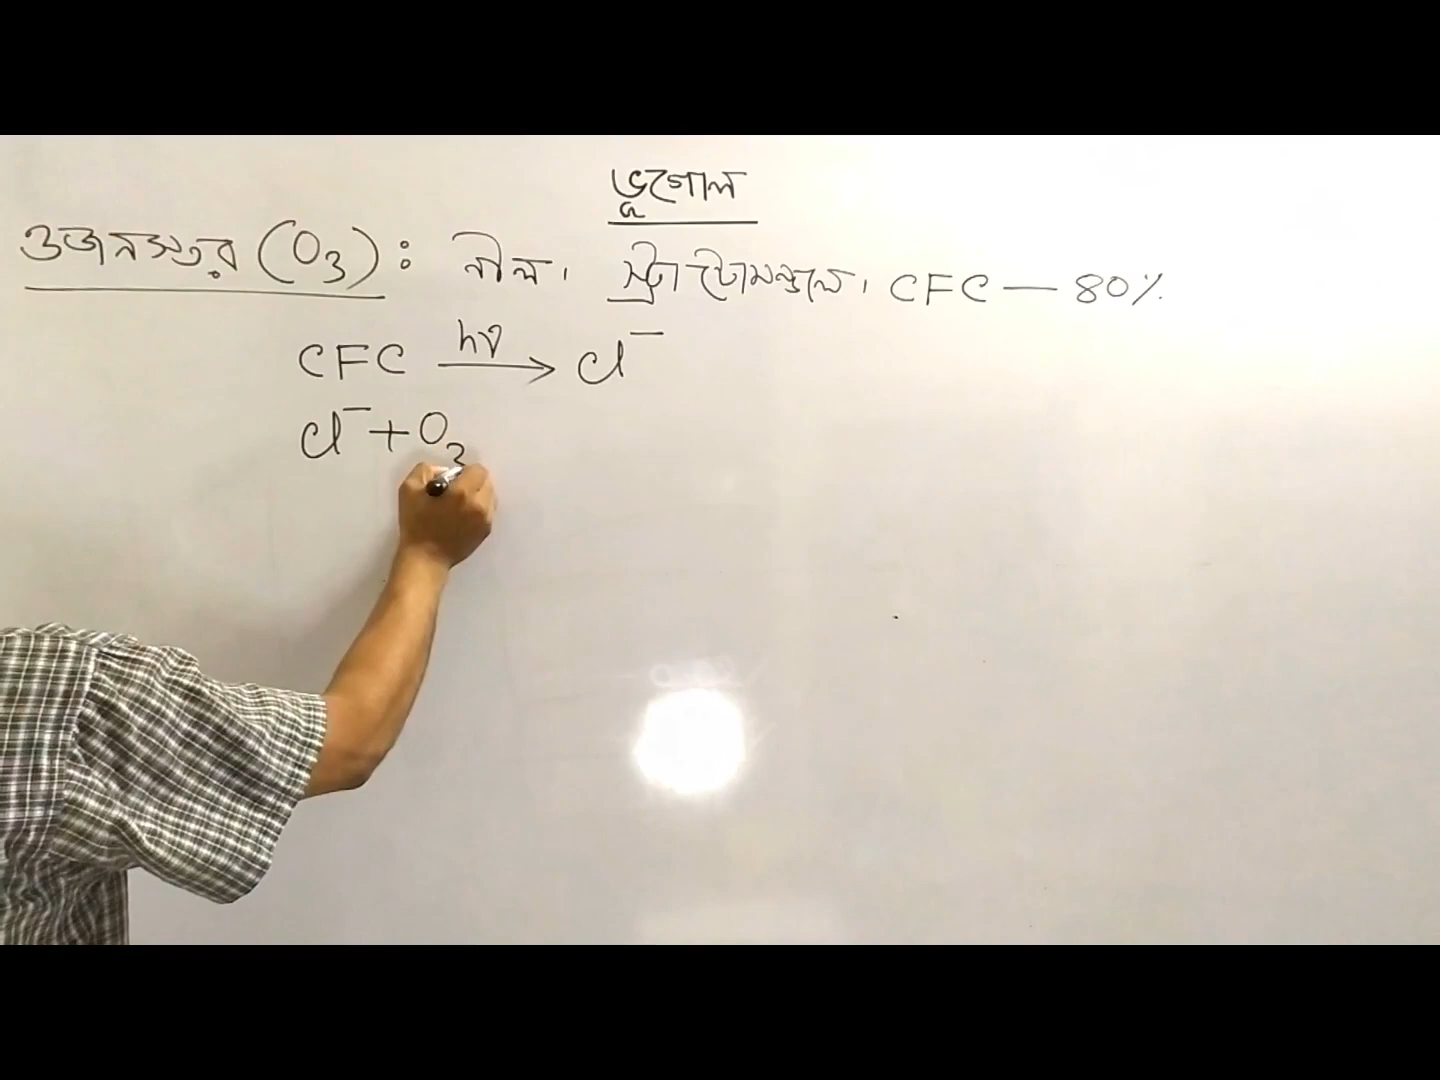 ভূগোল
ওজনস্তর (O₃) : নীল। স্ট্রাটোমন্ডলে। CFC — 80%
CFC hν → Cl⁻
Cl⁻ + O₃